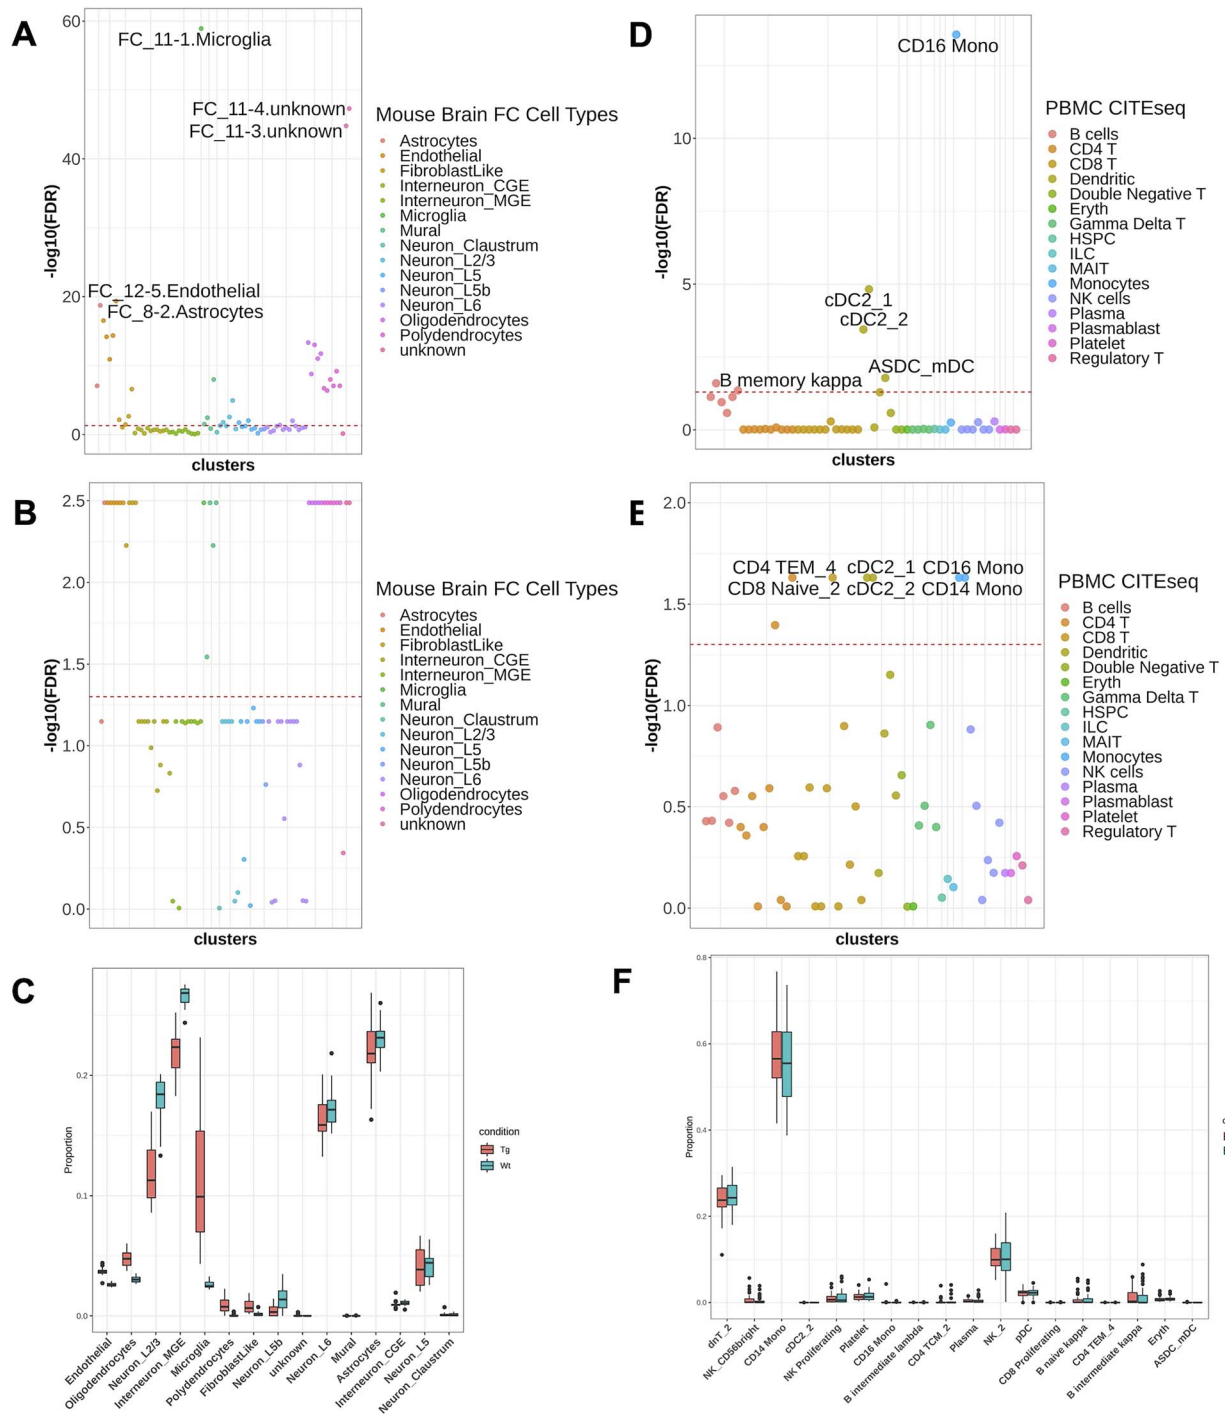 A
60
40
20
0
-log10(FDR)
clusters
FC_11-1.Microglia
FC_11-4.unknown
FC_11-3.unknown
FC_12-5.Endothelial
FC_8-2.Astrocytes
Mouse Brain FC Cell Types
Astrocytes
Endothelial
FibroblastLike
Interneuron_CGE
Interneuron_MGE
Microglia
Mural
Neuron_Claustrum
Neuron_L2/3
Neuron_L5
Neuron_L5b
Neuron_L6
Oligodendrocytes
Polydendrocytes
unknown
D
10
5
0
-log10(FDR)
clusters
CD16 Mono
cDC2_1
cDC2_2
ASDC_mDC
B memory kappa
PBMC CITEseq
B cells
CD4 T
CD8 T
Dendritic
Double Negative T
Eryth
Gamma Delta T
HSPC
ILC
MAIT
Monocytes
NK cells
Plasma
Plasmablast
Platelet
Regulatory T
B
2.5
2.0
1.5
1.0
0.5
0.0
-log10(FDR)
clusters
Mouse Brain FC Cell Types
Astrocytes
Endothelial
FibroblastLike
Interneuron_CGE
Interneuron_MGE
Microglia
Mural
Neuron_Claustrum
Neuron_L2/3
Neuron_L5
Neuron_L5b
Neuron_L6
Oligodendrocytes
Polydendrocytes
unknown
E
2.0
1.5
1.0
0.5
0.0
-log10(FDR)
clusters
CD4 TEM_4 cDC2_1 CD16 Mono
CD8 Naive_2 cDC2_2 CD14 Mono
PBMC CITEseq
B cells
CD4 T
CD8 T
Dendritic
Double Negative T
Eryth
Gamma Delta T
HSPC
ILC
MAIT
Monocytes
NK cells
Plasma
Plasmablast
Platelet
Regulatory T
C
0.2
0.1
0.0
Proportion
Endothelial
Oligodendrocytes
Neuron_L2/3
Interneuron_MGE
Microglia
Polydendrocytes
FibroblastLike
Neuron_L5b
unknown
Neuron_L6
Mural
Astrocytes
Interneuron_CGE
Neuron_L5
Neuron_Claustrum
condition
Tg
Wt
F
0.8
0.6
0.4
0.2
0.0
Proportion
dnT_2
NK_CD56bright
CD14 Mono
cDC2_2
NK Proliferating
Platelet
CD16 Mono
B intermediate lambda
CD4 TCM_2
Plasma
NK_2
pDC
CD8 Proliferating
B naive kappa
CD4 TEM_4
B intermediate kappa
Eryth
ASDC_mDC